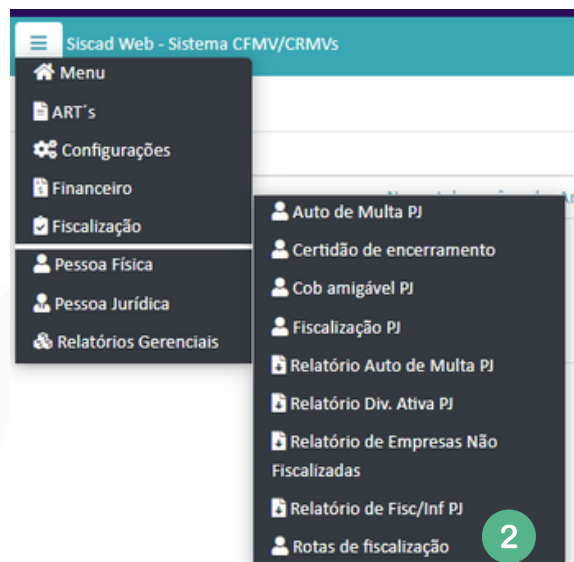 Siscad Web - Sistema CFMV/CRMVs
Menu
ART´s
Configurações
Financeiro
Fiscalização
Pessoa Física
Pessoa Jurídica
Relatórios Gerenciais
Auto de Multa PJ
Certidão de encerramento
Cob amigável PJ
Fiscalização PJ
Relatório Auto de Multa PJ
Relatório Div. Ativa PJ
Relatório de Empresas Não
Fiscalizadas
Relatório de Fisc/Inf PJ
Rotas de fiscalização
2